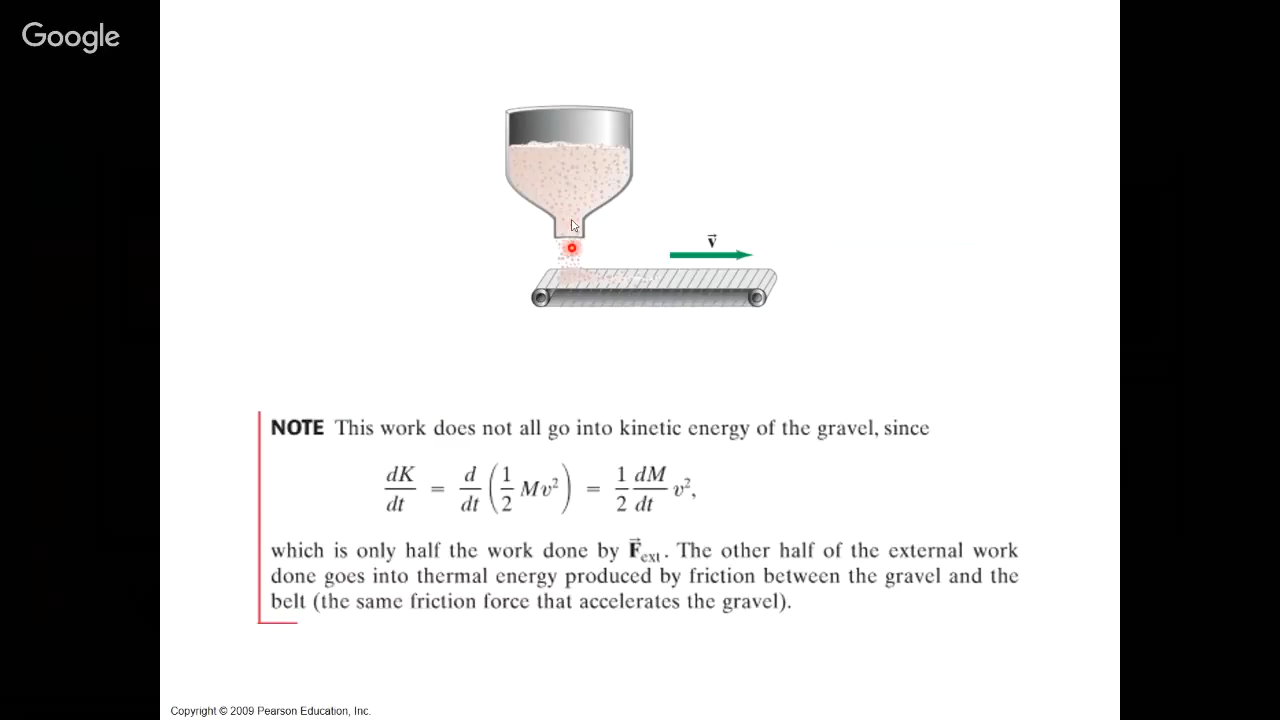 Google
v⃗
NOTE This work does not all go into kinetic energy of the gravel, since
dK/dt = d/dt (1/2 Mv²) = 1/2 dM/dt v²,
which is only half the work done by F⃗ext. The other half of the external work
done goes into thermal energy produced by friction between the gravel and the
belt (the same friction force that accelerates the gravel).
Copyright © 2009 Pearson Education, Inc.